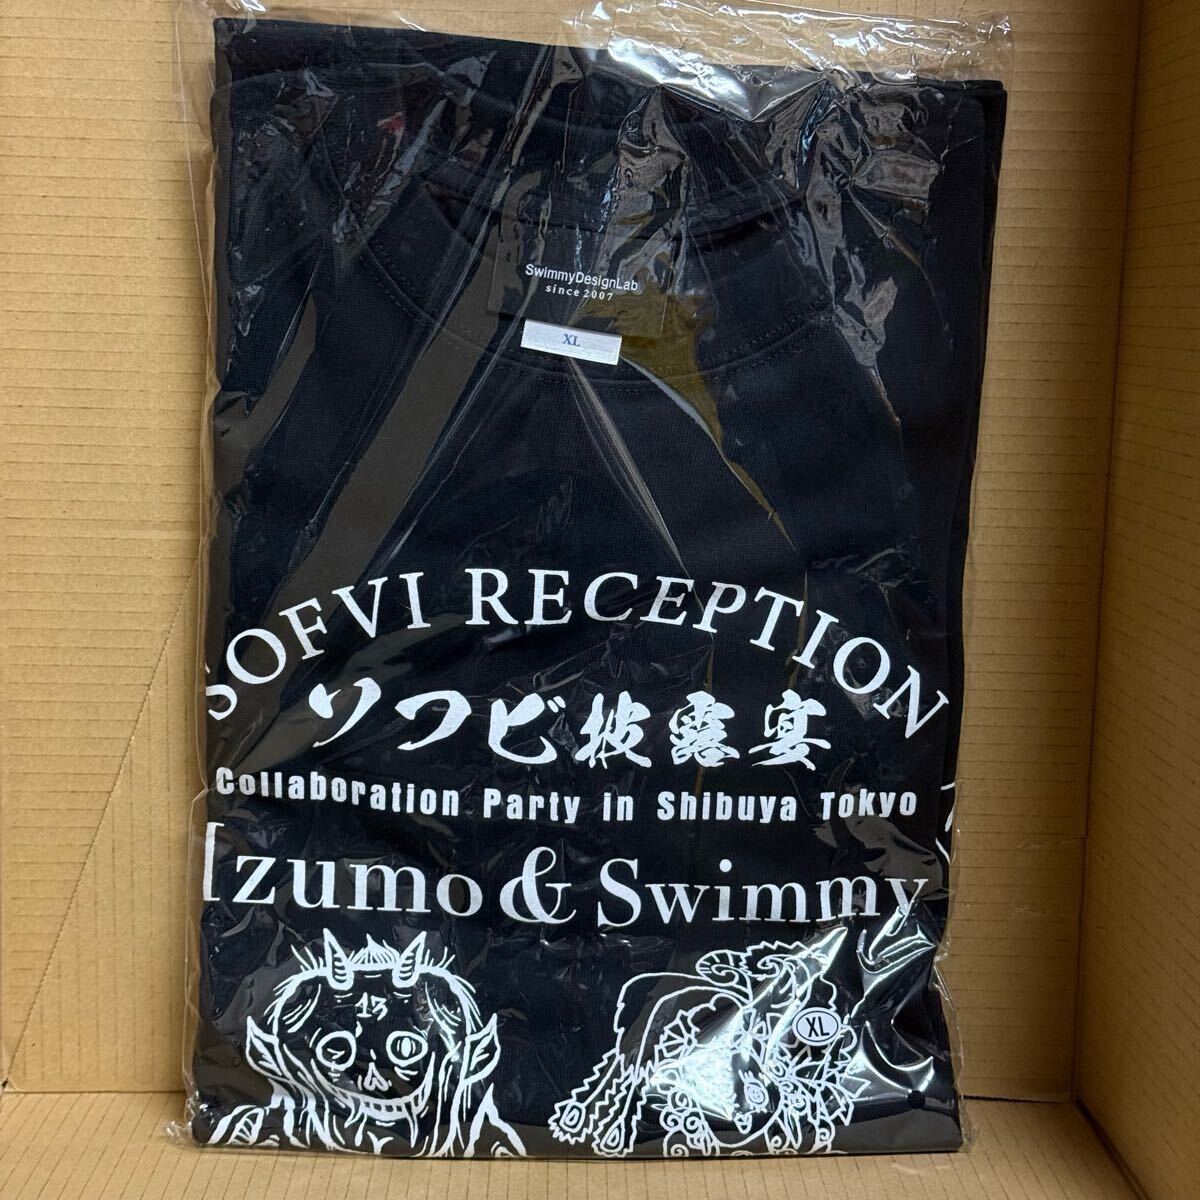 SwimmyDesignLab
since 2007
XL
SOFVI RECEPTION
ソフビ披露宴
Collaboration Party in Shibuya Tokyo
Izumo & Swimmy
13
XL